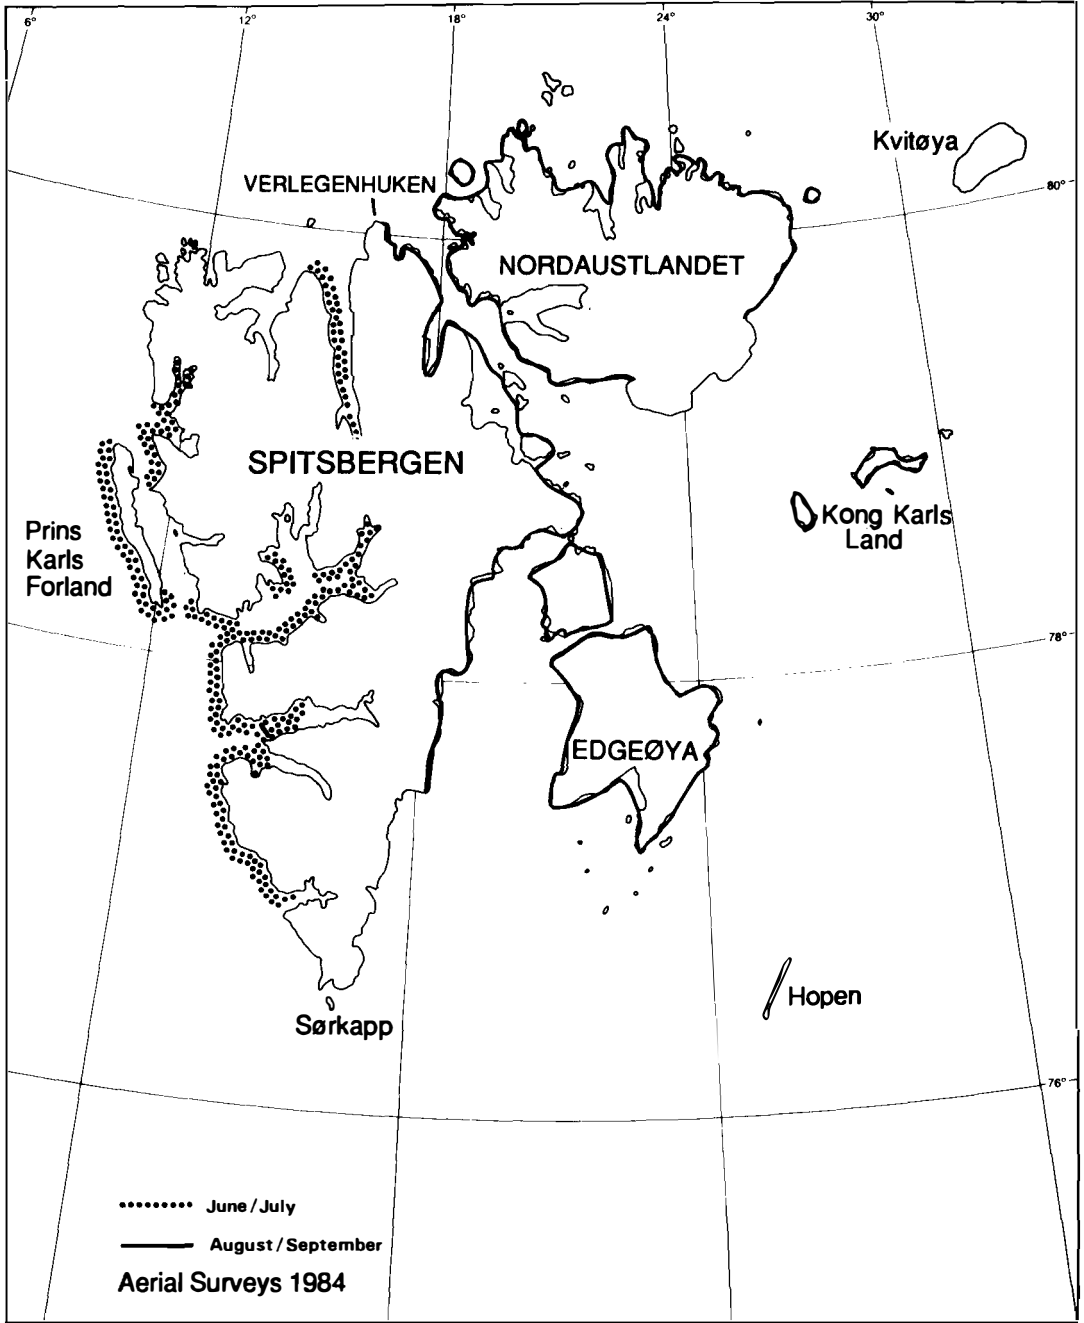 6°
12°
18°
24°
30°
Kvitøya
VERLEGENHUKEN
80°
NORDAUSTLANDET
SPITSBERGEN
Prins
Karls
Forland
Kong Karls
Land
78°
EDGEØYA
Hopen
Sørkapp
76°
June/July
August/September
Aerial Surveys 1984